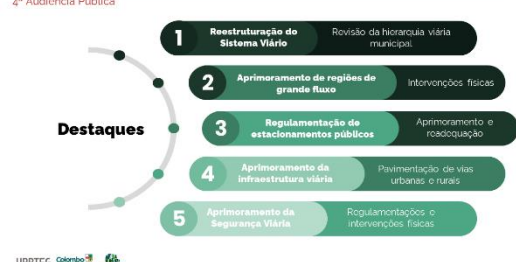 4ª Audiência Pública
1
Reestruturação do
Sistema Viário
Revisão da hierarquia viária
municipal
2
Aprimoramento de regiões de
grande fluxo
Intervenções físicas
Destaques
3
Regulamentação de
estacionamentos públicos
Aprimoramento e
readequação
4
Aprimoramento da
infraestrutura viária
Pavimentação de vias
urbanas e rurais
5
Aprimoramento da
Segurança Viária
Regulamentações e
intervenções físicas
URBTEC Colombo